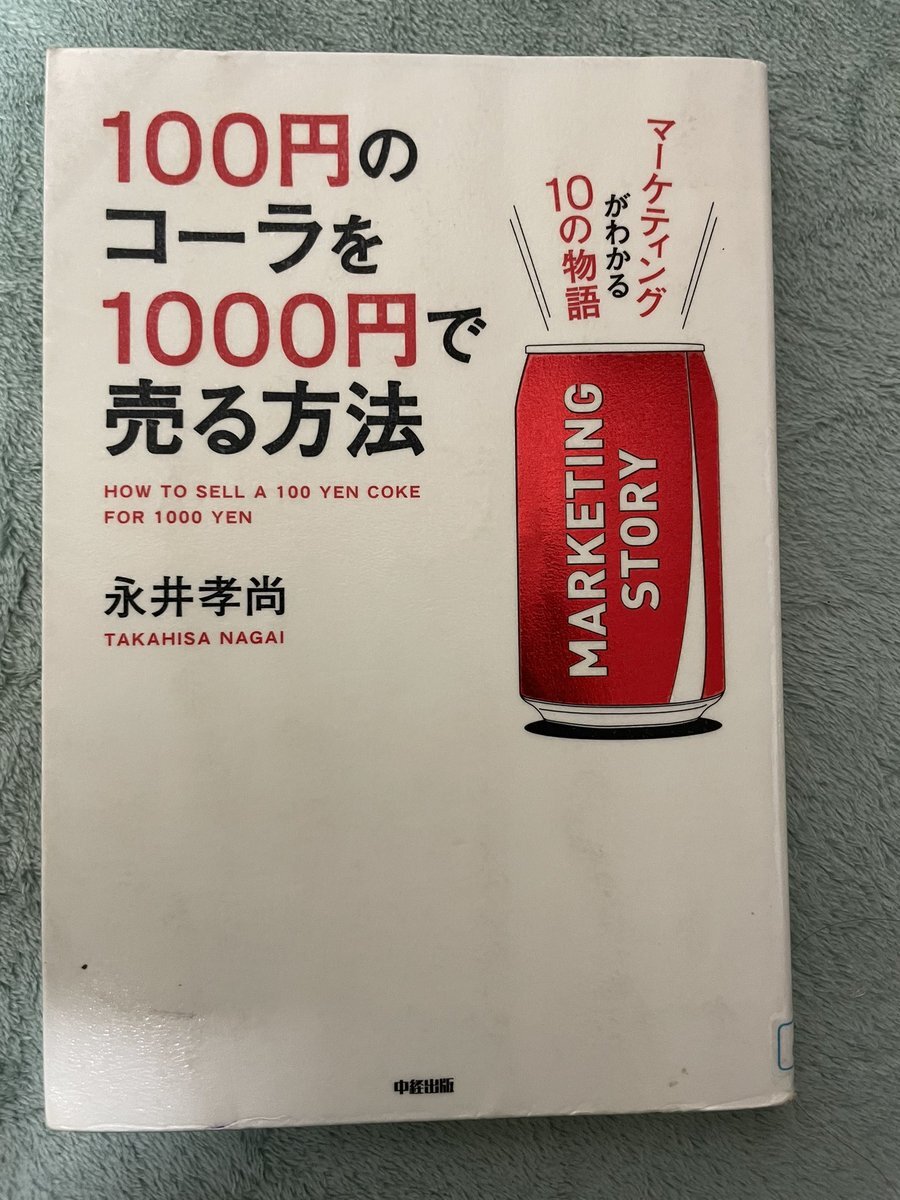 100円の
コーラを
1000円で
売る方法
HOW TO SELL A 100 YEN COKE
FOR 1000 YEN
永井孝尚
TAKAHISA NAGAI
マーケティング
がわかる
10の物語
MARKETING
STORY
中経出版